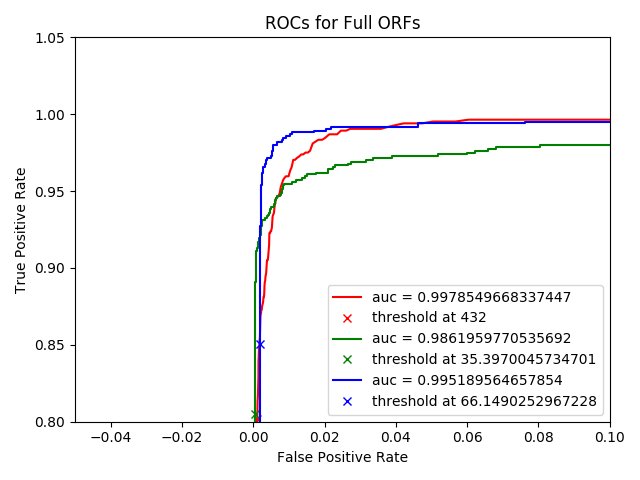 ROCs for Full ORFs
1.05
1.00
0.95
0.90
0.85
0.80
True Positive Rate
auc = 0.9978549668337447
threshold at 432
auc = 0.9861959770535692
threshold at 35.3970045734701
auc = 0.995189564657854
threshold at 66.1490252967228
−0.04 −0.02 0.00 0.02 0.04 0.06 0.08 0.10
False Positive Rate